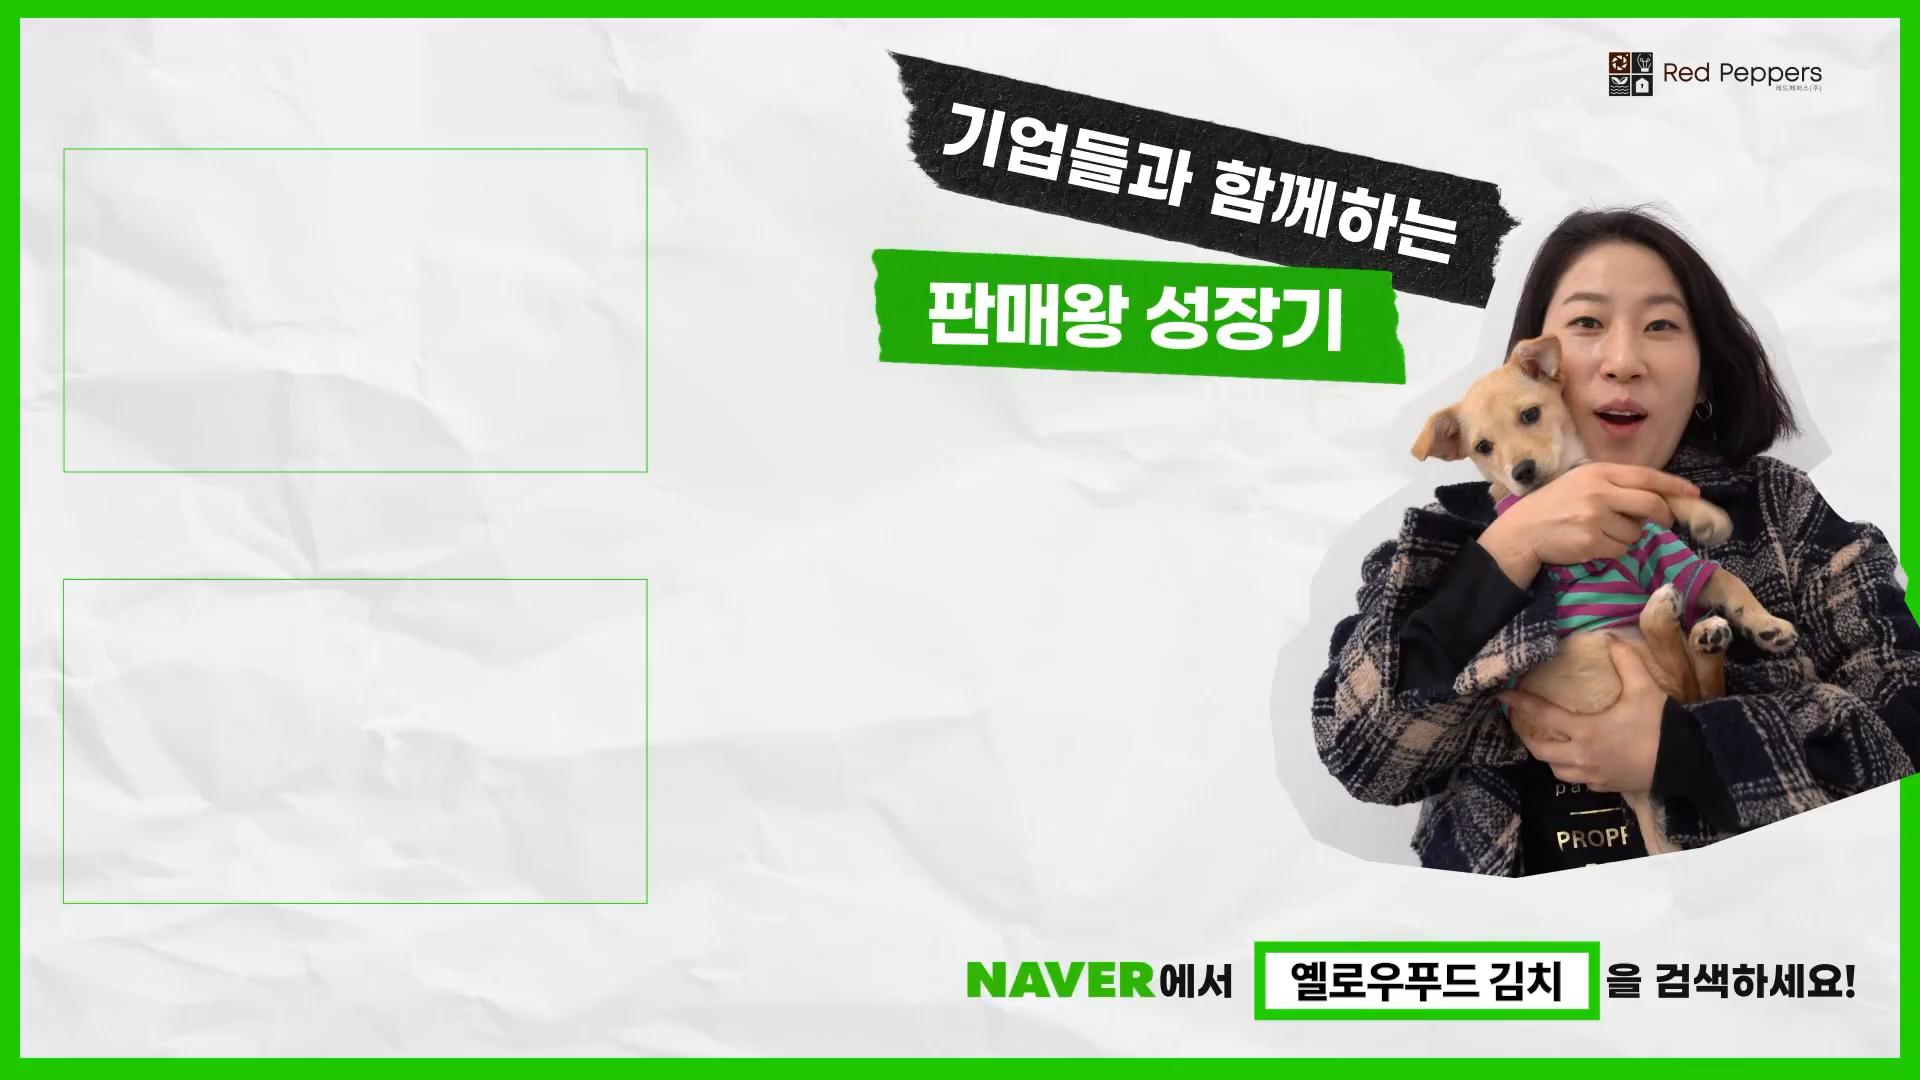 Red Peppers
레드페퍼스(주)
기업들과 함께하는
판매왕 성장기
PROPF
NAVER에서 옐로우푸드 김치 을 검색하세요!